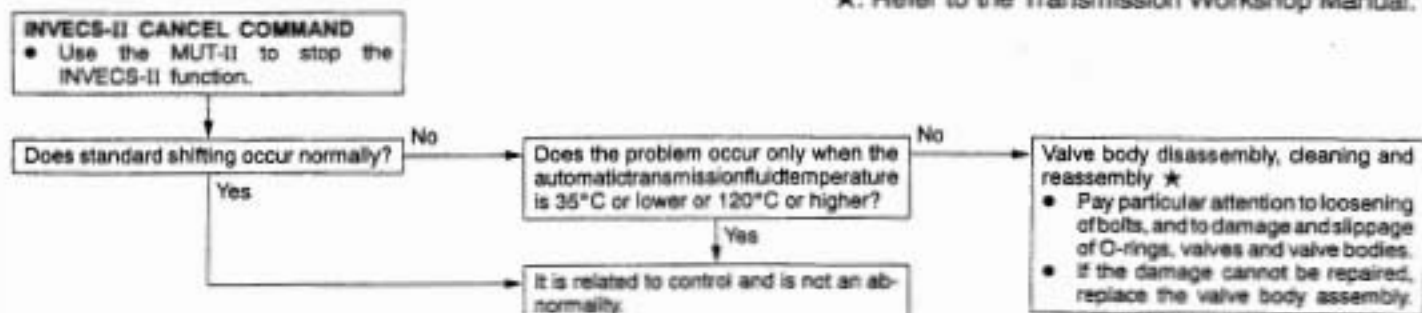 ★: Refer to the Transmission Workshop Manual.
INVECS-II CANCEL COMMAND
● Use the MUT-II to stop the
INVECS-II function.
Does standard shifting occur normally?
No
Yes
Does the problem occur only when the
automatictransmissionfluidtemperature
is 35°C or lower or 120°C or higher?
No
Yes
It is related to control and is not an ab-
normality.
Valve body disassembly, cleaning and
reassembly ★
● Pay particular attention to loosening
of bolts, and to damage and slippage
of O-rings, valves and valve bodies.
● If the damage cannot be repaired,
replace the valve body assembly.